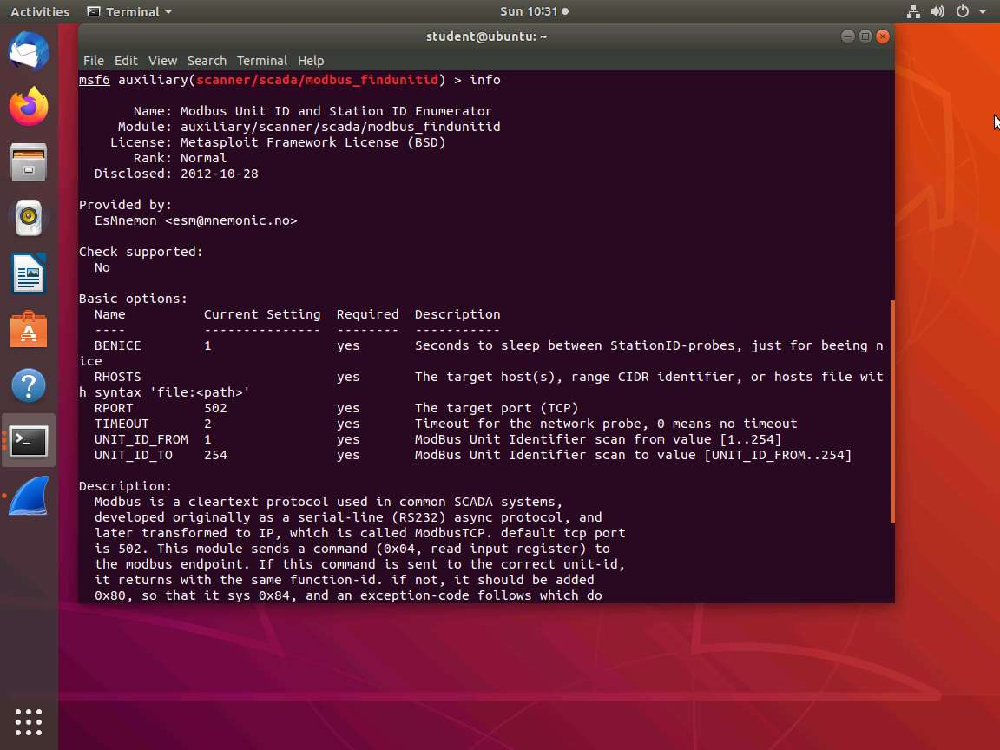 Activities Terminal Sun 10:31
student@ubuntu: ~
File Edit View Search Terminal Help
msf6 auxiliary(scanner/scada/modbus_findunitid) > info
Name: Modbus Unit ID and Station ID Enumerator
Module: auxiliary/scanner/scada/modbus_findunitid
License: Metasploit Framework License (BSD)
Rank: Normal
Disclosed: 2012-10-28
Provided by:
EsMnemon <esm@mnemonic.no>
Check supported:
No
Basic options:
Name Current Setting Required Description
---- --------------- -------- -----------
BENICE 1 yes Seconds to sleep between StationID-probes, just for beeing n
ice
RHOSTS yes The target host(s), range CIDR identifier, or hosts file wit
h syntax 'file:<path>'
RPORT 502 yes The target port (TCP)
TIMEOUT 2 yes Timeout for the network probe, 0 means no timeout
UNIT_ID_FROM 1 yes ModBus Unit Identifier scan from value [1..254]
UNIT_ID_TO 254 yes ModBus Unit Identifier scan to value [UNIT_ID_FROM..254]
Description:
Modbus is a cleartext protocol used in common SCADA systems,
developed originally as a serial-line (RS232) async protocol, and
later transformed to IP, which is called ModbusTCP. default tcp port
is 502. This module sends a command (0x04, read input register) to
the modbus endpoint. If this command is sent to the correct unit-id,
it returns with the same function-id. if not, it should be added
0x80, so that it sys 0x84, and an exception-code follows which do